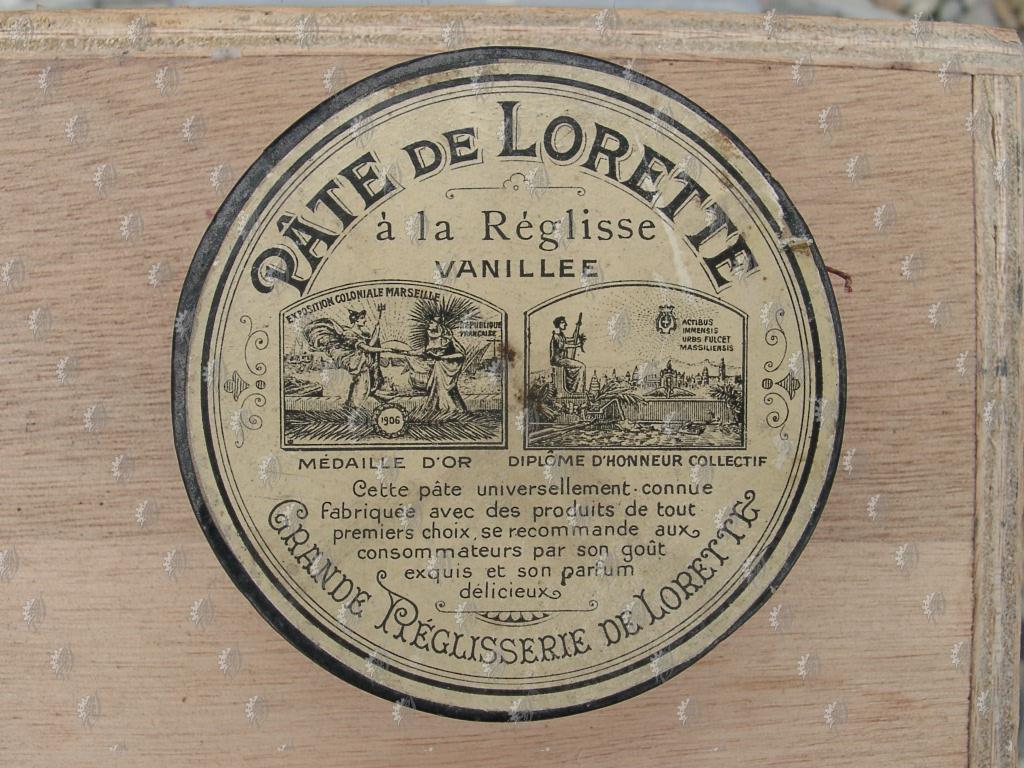 PÂTE DE LORETTE
à la Réglisse
VANILLEE
EXPOSITION COLONIALE MARSEILLE
RÉPUBLIQUE
FRANÇAISE
1906
ACTIBUS
IMMENSIS
URBS FULCET
MASSILIENSIS
MÉDAILLE D'OR
DIPLÔME D'HONNEUR COLLECTIF
Cette pâte universellement connue
Fabriquée avec des produits de tout
premiers choix, se recommande aux
consommateurs par son goût
exquis et son parfum
délicieux
GRANDE RÉGLISSERIE DE LORETTE